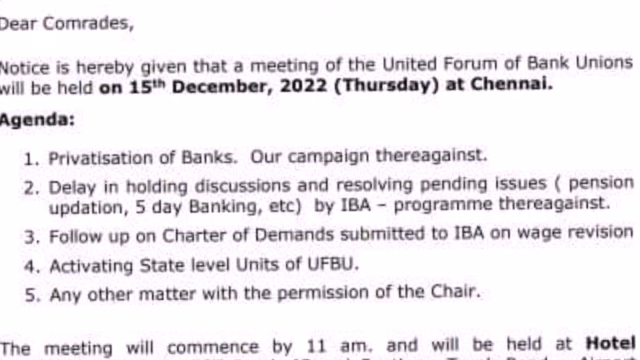 Dear Comrades,
Notice is hereby given that a meeting of the United Forum of Bank Unions
will be held on 15th December, 2022 (Thursday) at Chennai.
Agenda:
1. Privatisation of Banks. Our campaign thereagainst.
2. Delay in holding discussions and resolving pending issues ( pension
updation, 5 day Banking, etc) by IBA – programme thereagainst.
3. Follow up on Charter of Demands submitted to IBA on wage revision
4. Activating State level Units of UFBU.
5. Any other matter with the permission of the Chair.
The meeting will commence by 11 am. and will be held at Hotel